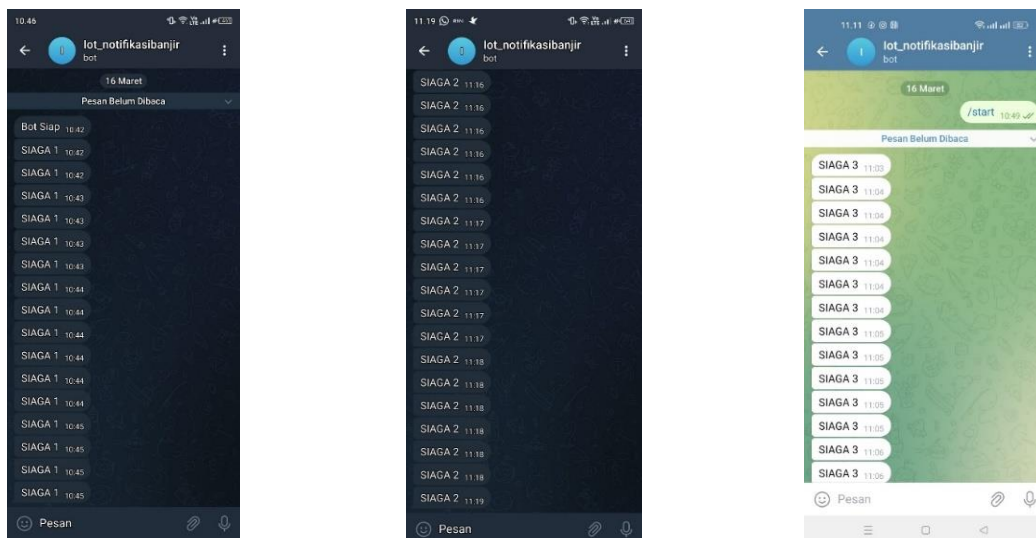 10.46
Iot_notifikasibanjir
bot
16 Maret
Pesan Belum Dibaca
Bot Siap 10:42
SIAGA 1 10:42
SIAGA 1 10:42
SIAGA 1 10:43
SIAGA 1 10:43
SIAGA 1 10:43
SIAGA 1 10:43
SIAGA 1 10:44
SIAGA 1 10:44
SIAGA 1 10:44
SIAGA 1 10:44
SIAGA 1 10:44
SIAGA 1 10:44
SIAGA 1 10:45
SIAGA 1 10:45
SIAGA 1 10:45
SIAGA 1 10:45
Pesan
11.19
Iot_notifikasibanjir
bot
SIAGA 2 11:16
SIAGA 2 11:16
SIAGA 2 11:16
SIAGA 2 11:16
SIAGA 2 11:16
SIAGA 2 11:16
SIAGA 2 11:17
SIAGA 2 11:17
SIAGA 2 11:17
SIAGA 2 11:17
SIAGA 2 11:17
SIAGA 2 11:17
SIAGA 2 11:18
SIAGA 2 11:18
SIAGA 2 11:18
SIAGA 2 11:18
SIAGA 2 11:18
SIAGA 2 11:18
SIAGA 2 11:19
Pesan
11.11
I
Iot_notifikasibanjir
bot
16 Maret
/start 10:49
Pesan Belum Dibaca
SIAGA 3 11:03
SIAGA 3 11:04
SIAGA 3 11:04
SIAGA 3 11:04
SIAGA 3 11:04
SIAGA 3 11:04
SIAGA 3 11:04
SIAGA 3 11:05
SIAGA 3 11:05
SIAGA 3 11:05
SIAGA 3 11:05
SIAGA 3 11:05
SIAGA 3 11:06
SIAGA 3 11:06
Pesan